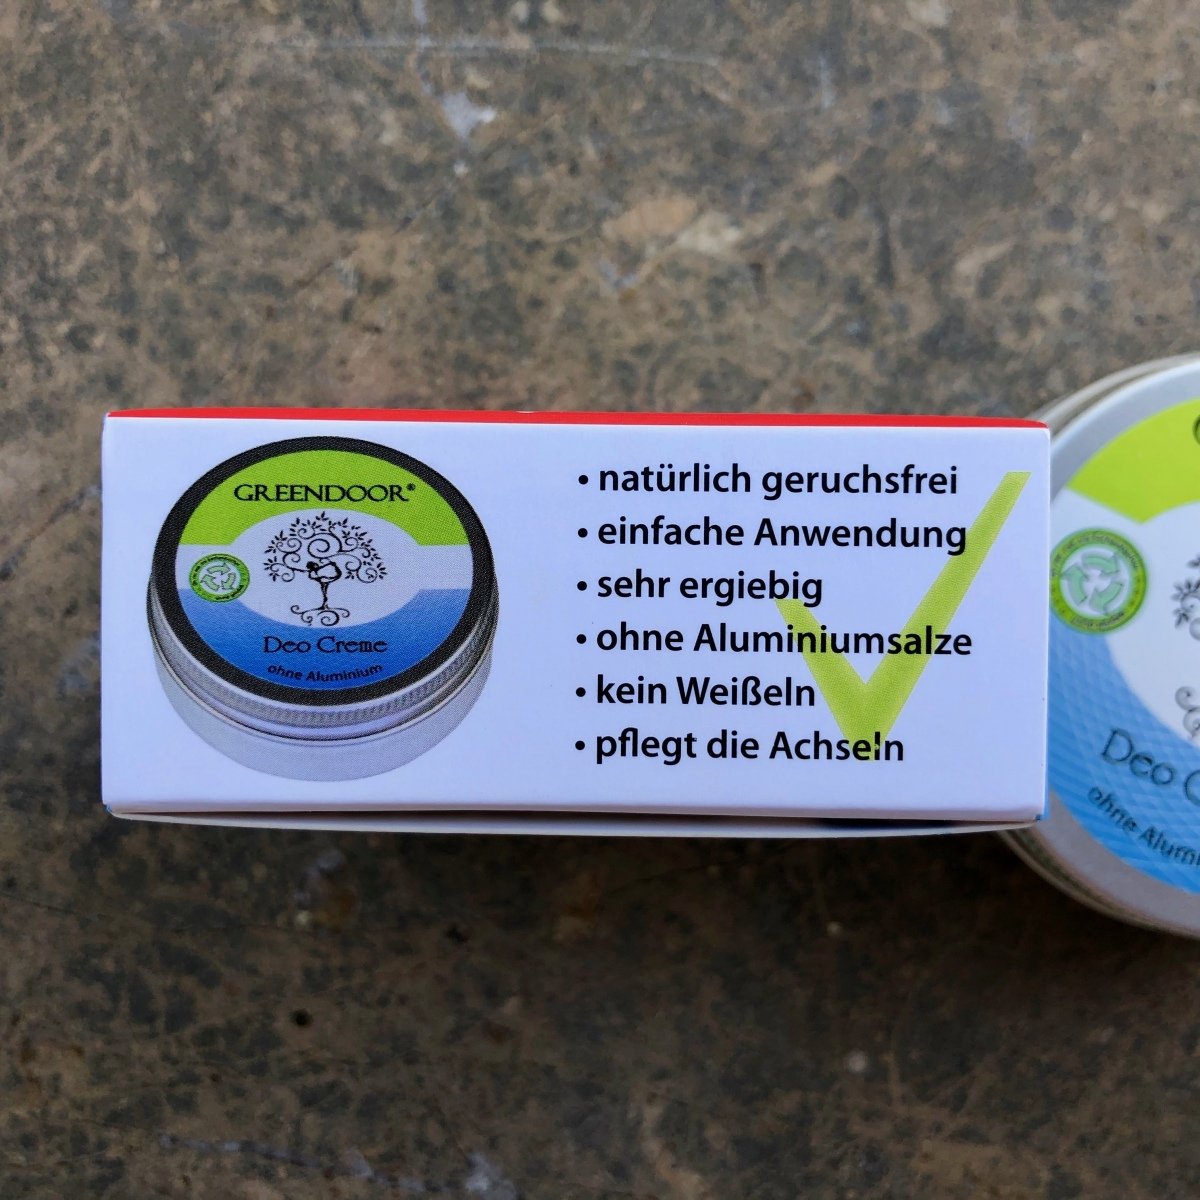 GREENDOOR®
Deo Creme
ohne Aluminium
• natürlich geruchsfrei
• einfache Anwendung
• sehr ergiebig
• ohne Aluminiumsalze
• kein Weißeln
• pflegt die Achseln
Deo
ohne